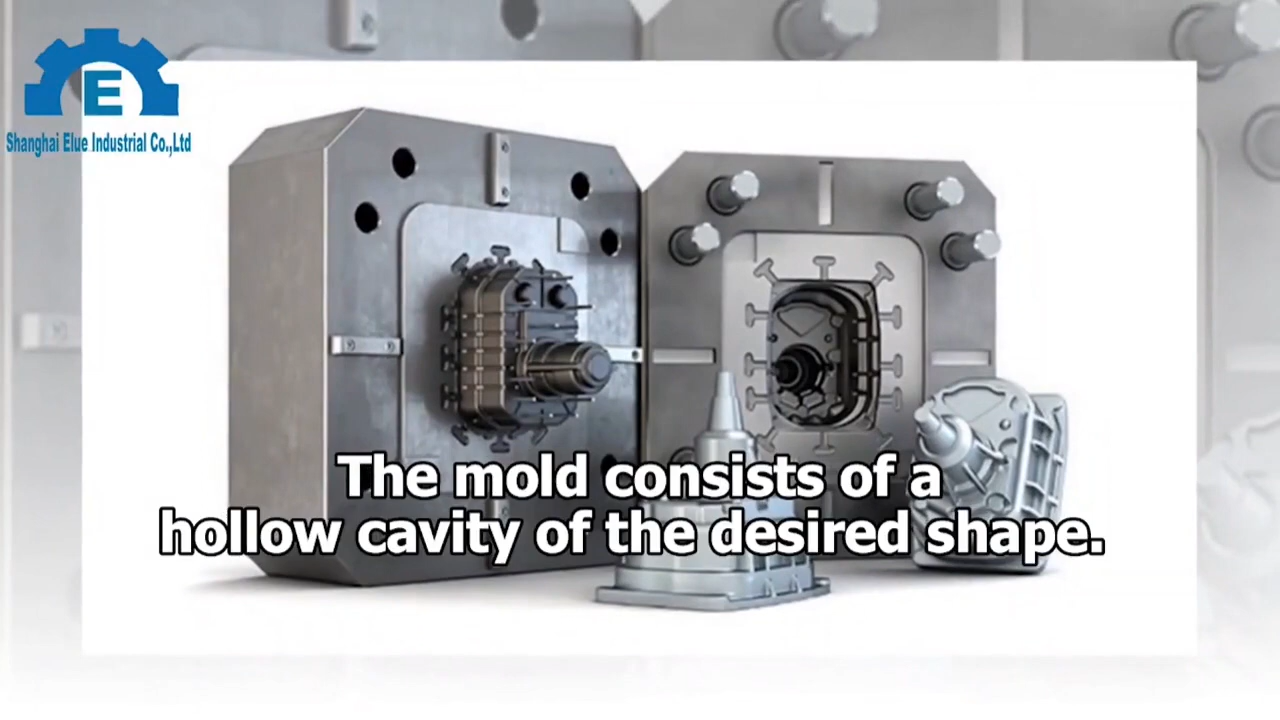 E
Shanghai Elue Industrial Co.,Ltd
The mold consists of a
hollow cavity of the desired shape.